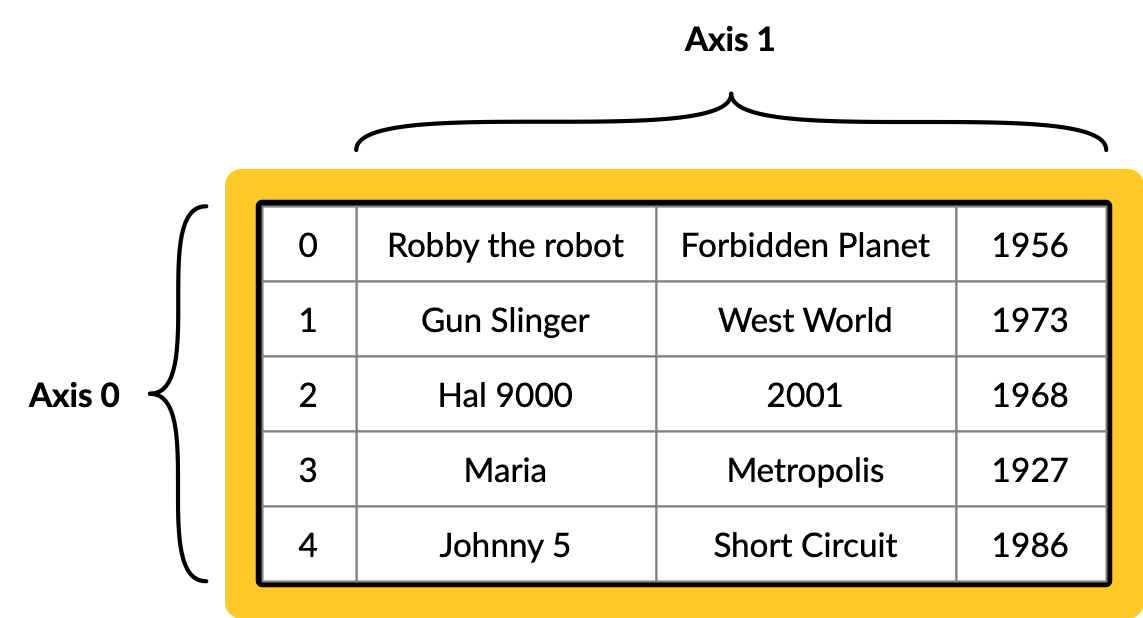 Axis 1
Axis 0
0 Robby the robot Forbidden Planet 1956
1 Gun Slinger West World 1973
2 Hal 9000 2001 1968
3 Maria Metropolis 1927
4 Johnny 5 Short Circuit 1986